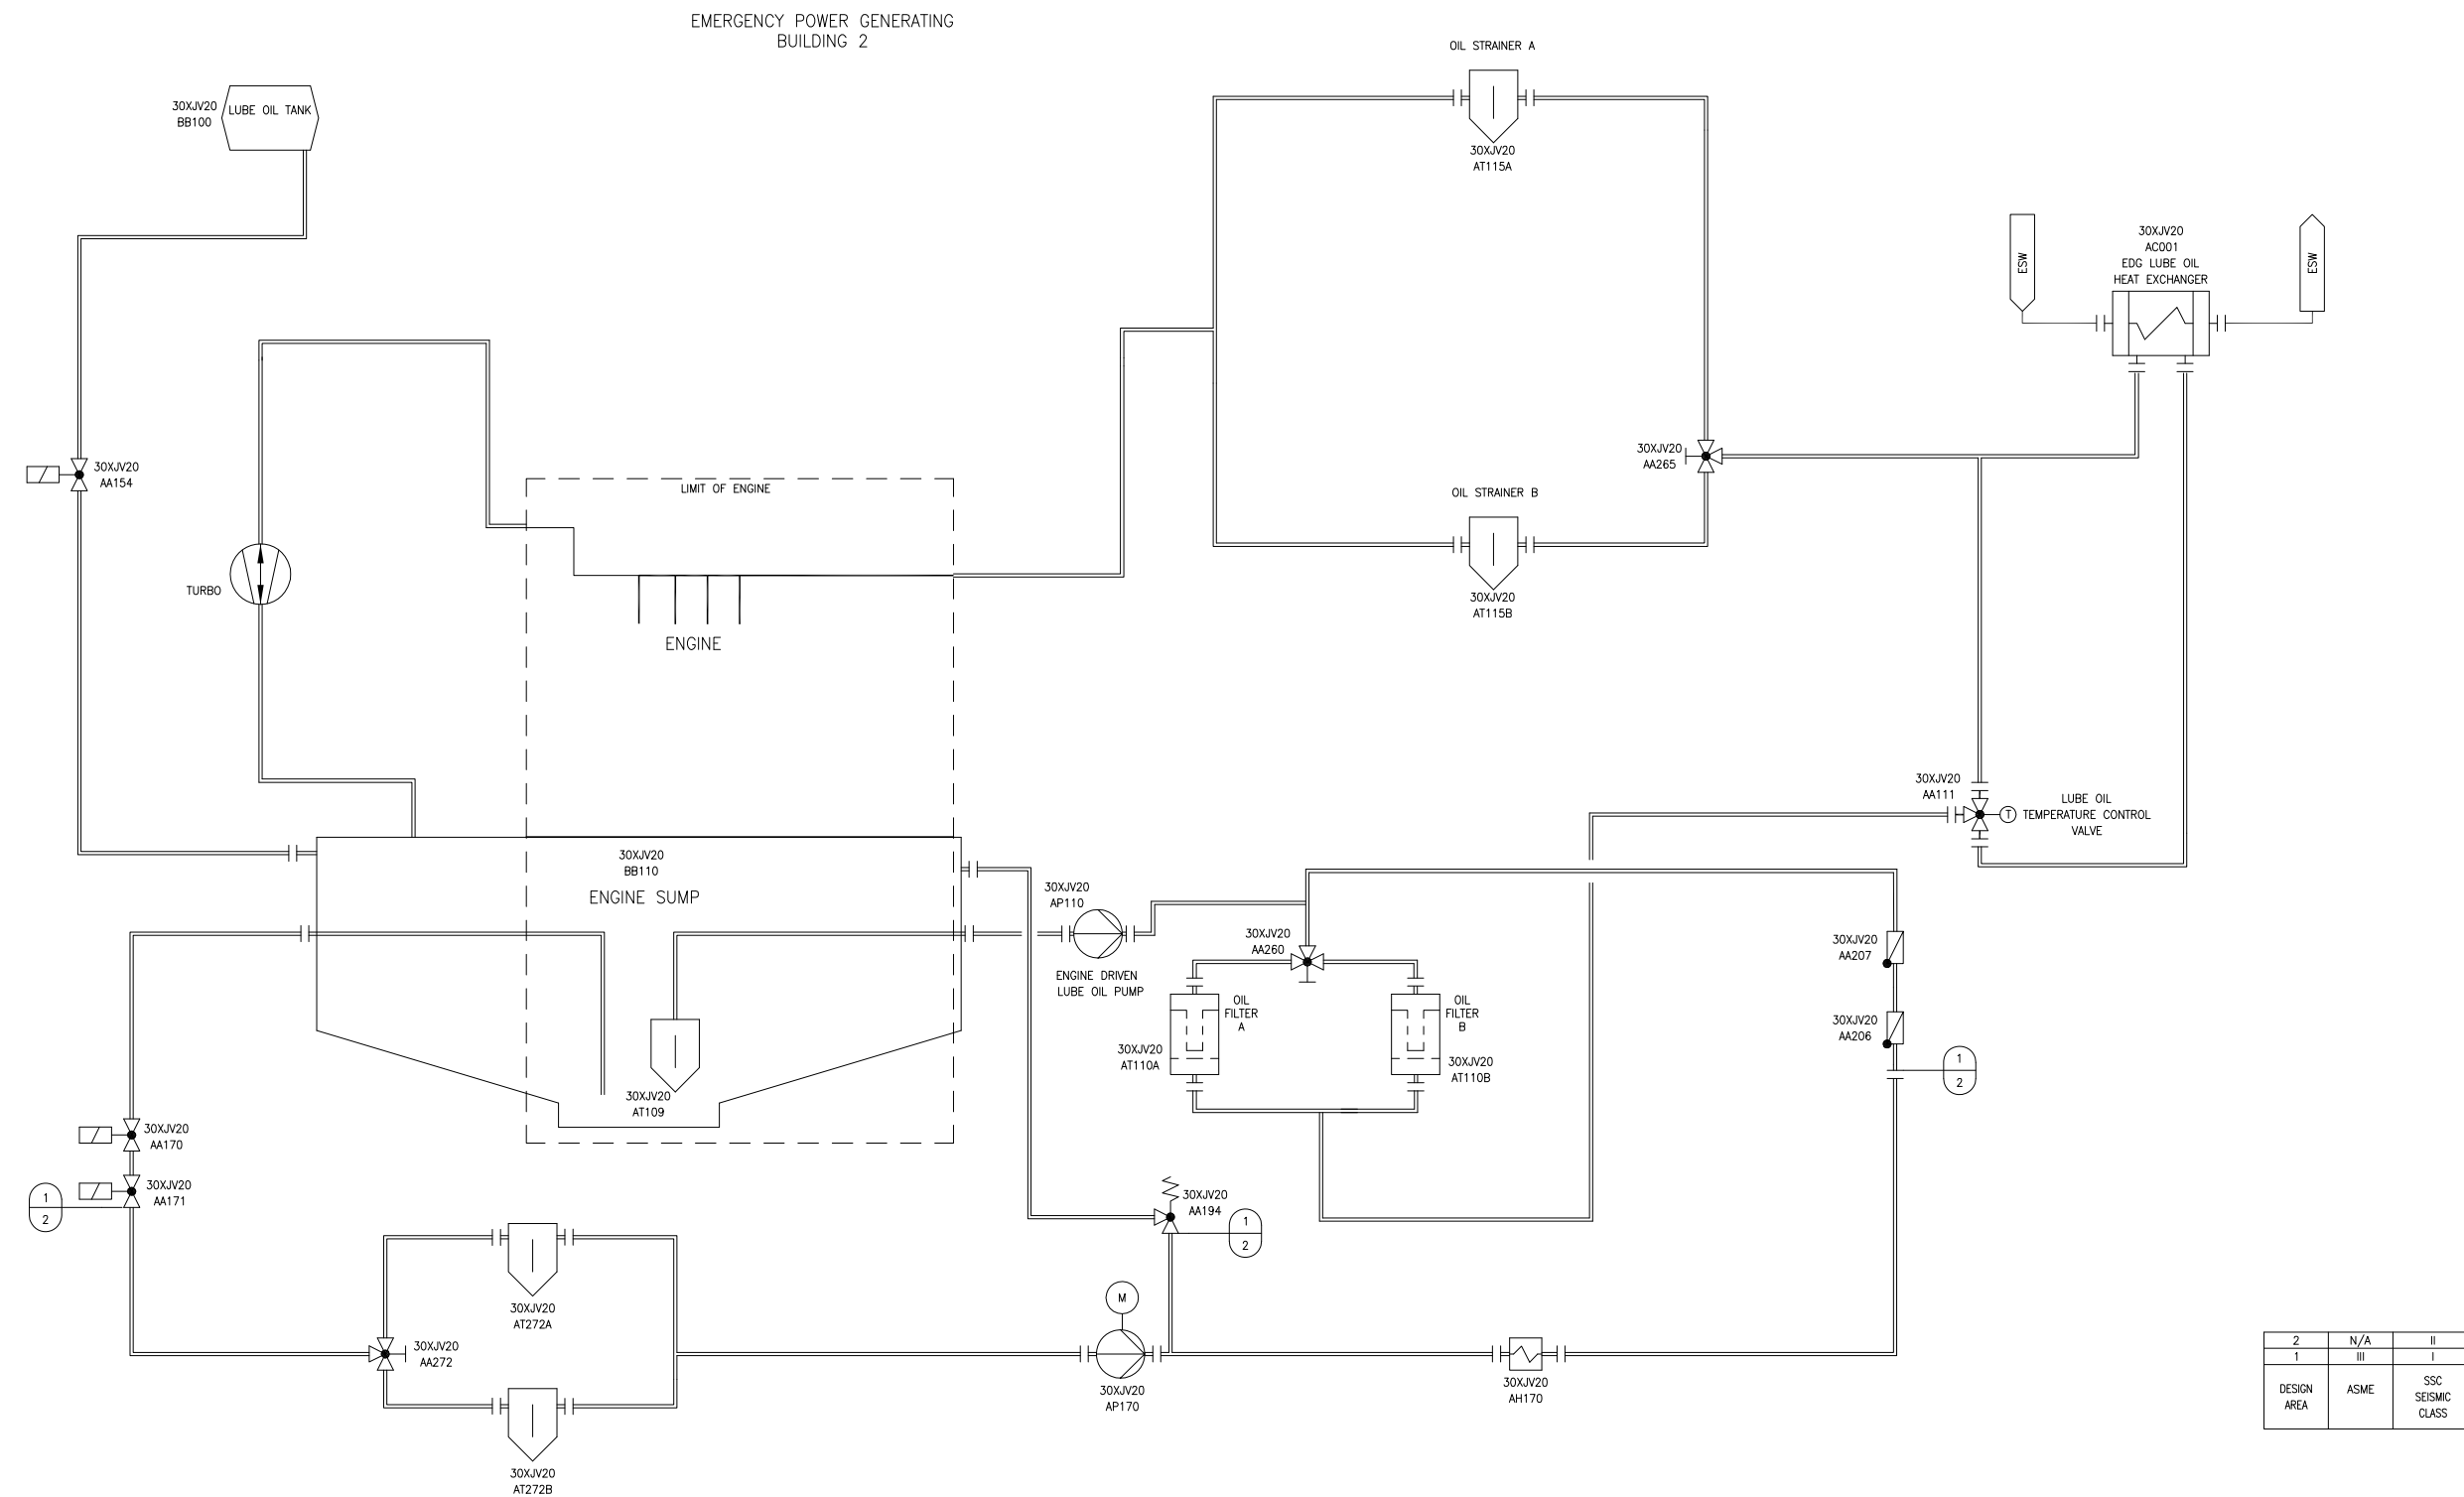 EMERGENCY POWER GENERATING
BUILDING 2
OIL STRAINER A
30XJV20
BB100
LUBE OIL TANK
30XJV20
AT115A
ESW
30XJV20
AC001
EDG LUBE OIL
HEAT EXCHANGER
ESW
30XJV20
AA154
LIMIT OF ENGINE
30XJV20
AA265
OIL STRAINER B
TURBO
30XJV20
AT115B
ENGINE
30XJV20
AA111
T
LUBE OIL
TEMPERATURE CONTROL
VALVE
30XJV20
BB110
ENGINE SUMP
30XJV20
AP110
ENGINE DRIVEN
LUBE OIL PUMP
30XJV20
AA260
30XJV20
AA207
OIL
FILTER
A
OIL
FILTER
B
30XJV20
AT110A
30XJV20
AT110B
30XJV20
AA206
1
2
30XJV20
AT109
30XJV20
AA170
30XJV20
AA171
1
2
30XJV20
AA194
1
2
30XJV20
AT272A
M
30XJV20
AA272
30XJV20
AP170
30XJV20
AH170
30XJV20
AT272B
2 N/A II
1 III I
DESIGN
AREA
ASME
SSC
SEISMIC
CLASS